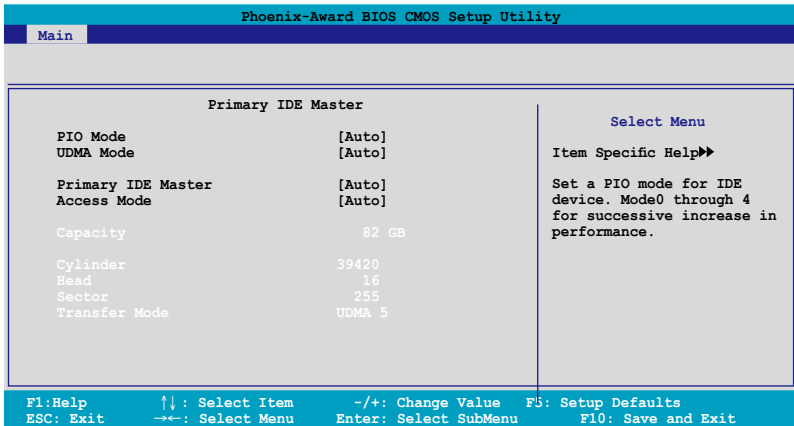 Phoenix-Award BIOS CMOS Setup Utility
Main
Primary IDE Master
PIO Mode [Auto]
UDMA Mode [Auto]
Primary IDE Master [Auto]
Access Mode [Auto]
Capacity 82 GB
Cylinder 39420
Head 16
Sector 255
Transfer Mode UDMA 5
Select Menu
Item Specific Help▶▶
Set a PIO mode for IDE
device. Mode0 through 4
for successive increase in
performance.
F1:Help ↑↓: Select Item -/+: Change Value F5: Setup Defaults
ESC: Exit →←: Select Menu Enter: Select SubMenu F10: Save and Exit